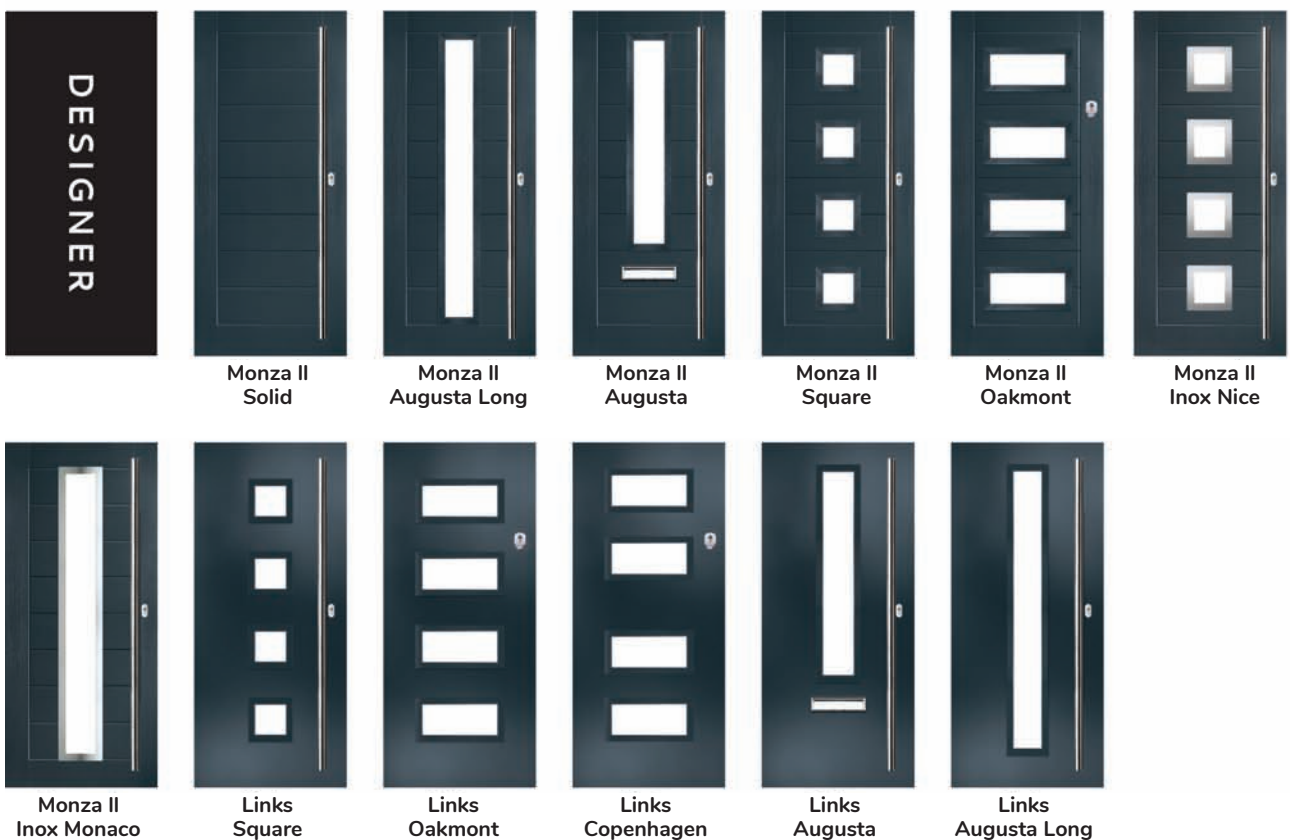 DESIGNER
Monza II
Solid
Monza II
Augusta Long
Monza II
Augusta
Monza II
Square
Monza II
Oakmont
Monza II
Inox Nice
Monza II
Inox Monaco
Links
Square
Links
Oakmont
Links
Copenhagen
Links
Augusta
Links
Augusta Long